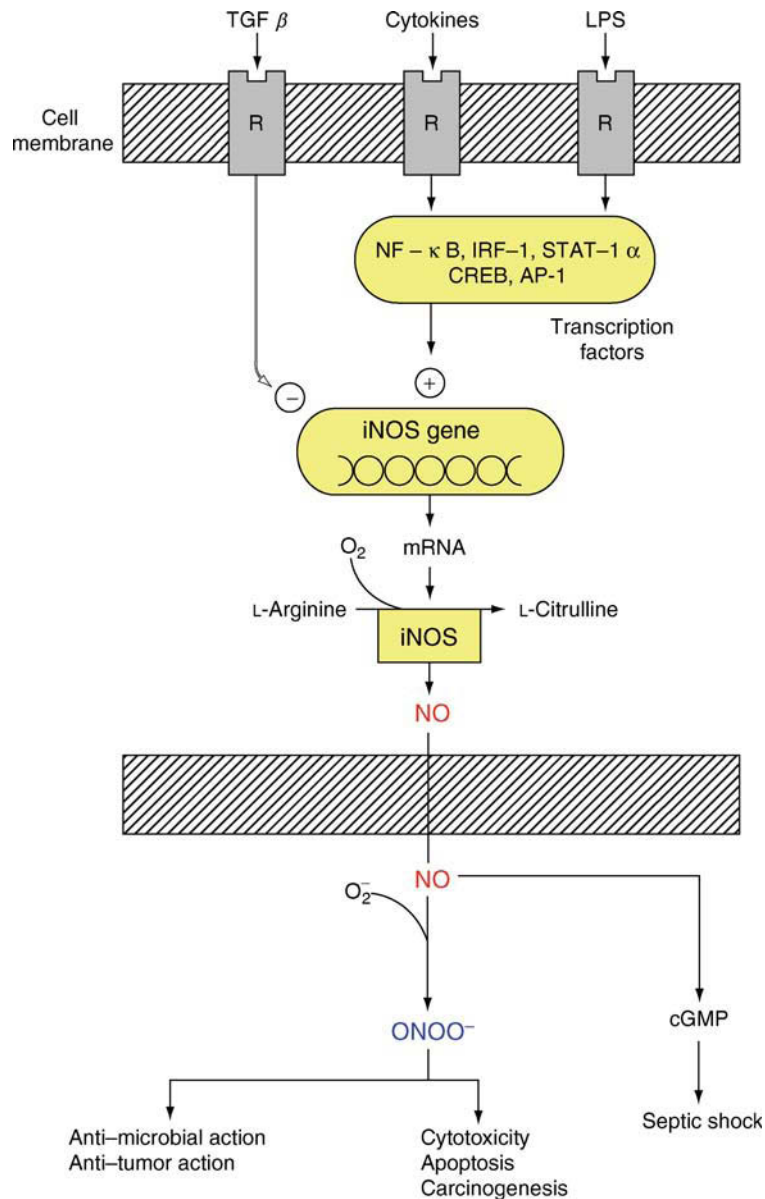 TGF β
Cytokines
LPS
Cell
membrane
R
R
R
NF – κ B, IRF–1, STAT–1 α
CREB, AP-1
Transcription
factors
−
+
iNOS gene
O₂
mRNA
L-Arginine
L-Citrulline
iNOS
NO
NO
O₂⁻
ONOO⁻
cGMP
Anti–microbial action
Anti–tumor action
Cytotoxicity
Apoptosis
Carcinogenesis
Septic shock